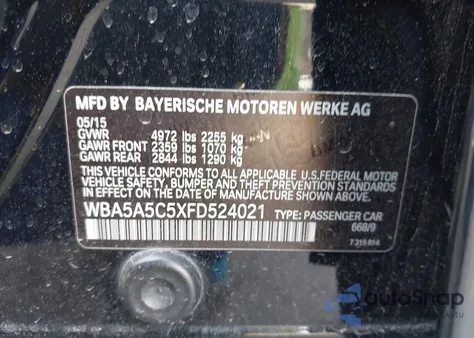 MFD BY BAYERISCHE MOTOREN WERKE AG
05/15
GVWR 4972 lbs 2255 kg
GAWR FRONT 2359 lbs 1070 kg
GAWR REAR 2844 lbs 1290 kg
THIS VEHICLE CONFORMS TO ALL APPLICABLE U.S.FEDERAL MOTOR
VEHICLE SAFETY, BUMPER AND THEFT PREVENTION STANDARDS
IN EFFECT ON THE DATE OF MANUFACTURE SHOWN ABOVE.
WBA5A5C5XFD524021 TYPE: PASSENGER CAR
668/9
7 315 814
autoSnap